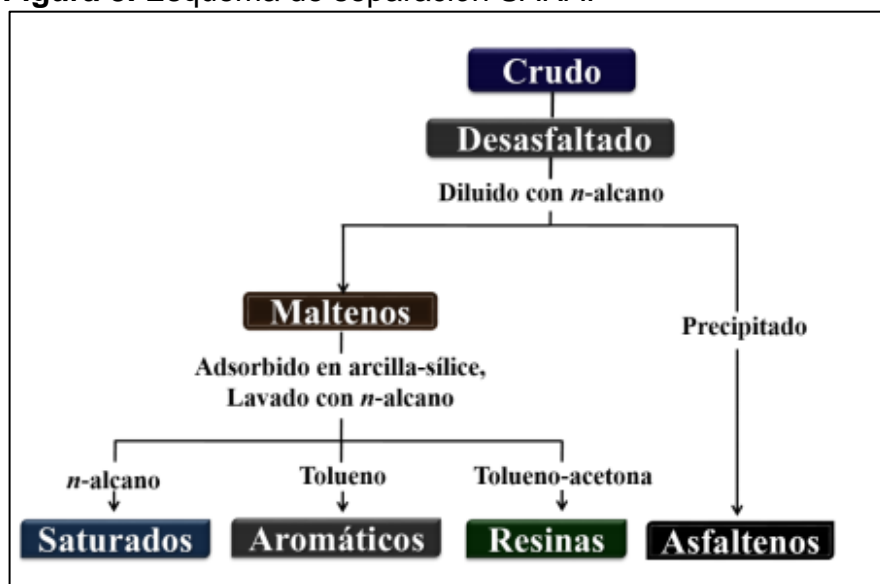 Crudo
Desasfaltado
Diluido con n-alcano
Maltenos
Precipitado
Adsorbido en arcilla-sílice,
Lavado con n-alcano
n-alcano
Tolueno
Tolueno-acetona
Saturados
Aromáticos
Resinas
Asfaltenos